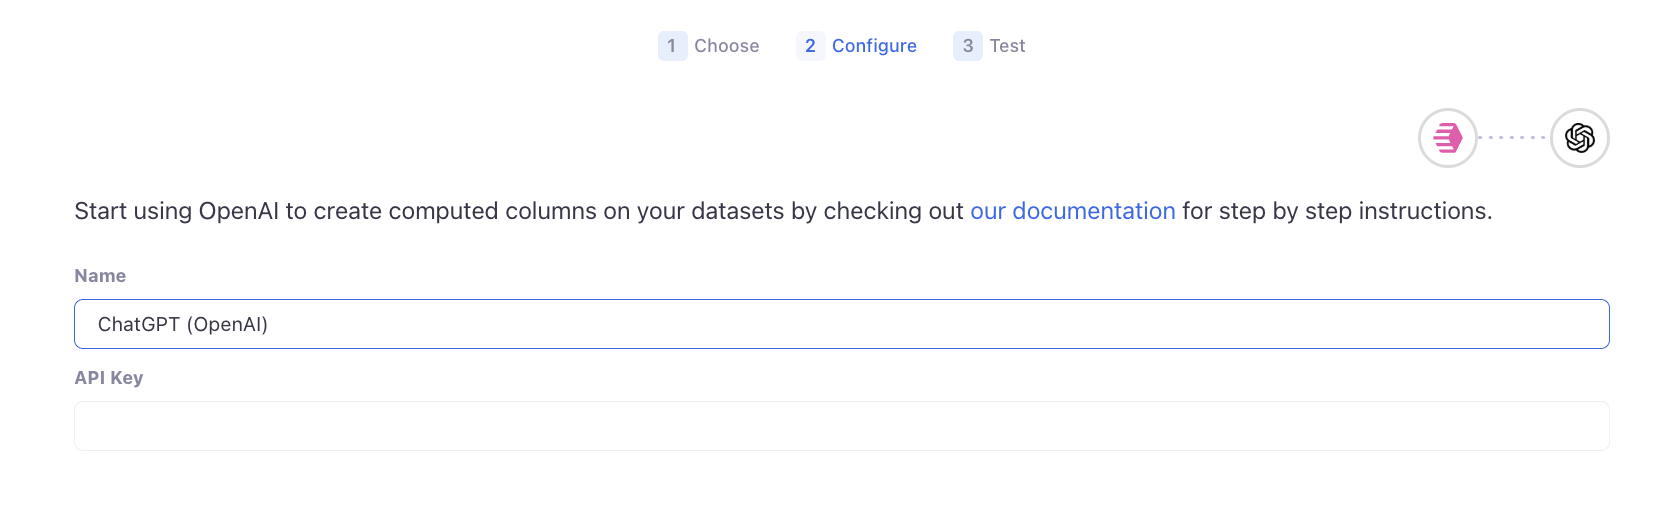 1 Choose 2 Configure 3 Test
Start using OpenAI to create computed columns on your datasets by checking out our documentation for step by step instructions.
Name
ChatGPT (OpenAI)
API Key